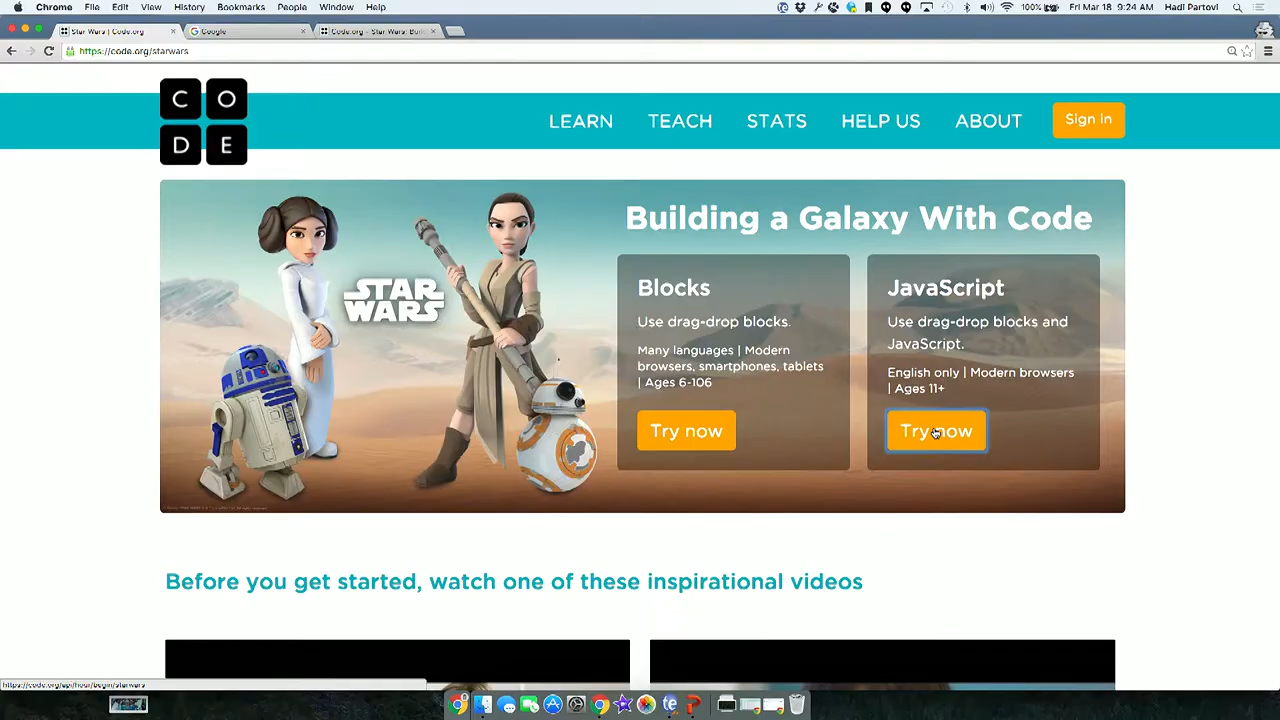 Chrome File Edit View History Bookmarks People Window Help
100% Fri Mar 18 9:24 AM Hadi Partovi
Star Wars | Code.org
Google
Code.org - Star Wars: Buil
https://code.org/starwars
C O
D E
LEARN TEACH STATS HELP US ABOUT Sign in
STAR
WARS
Building a Galaxy With Code
Blocks
Use drag-drop blocks.
Many languages | Modern
browsers, smartphones, tablets
| Ages 6-106
Try now
JavaScript
Use drag-drop blocks and
JavaScript.
English only | Modern browsers
| Ages 11+
Try now
Before you get started, watch one of these inspirational videos
https://code.org/api/hour/begin/starwars